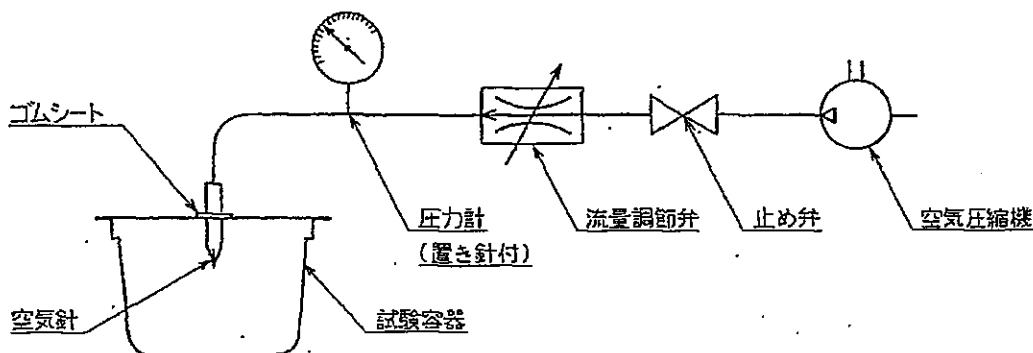 ゴムシート
圧力計
(置き針付)
流量調節弁
止め弁
空気圧縮機
空気針
試験容器